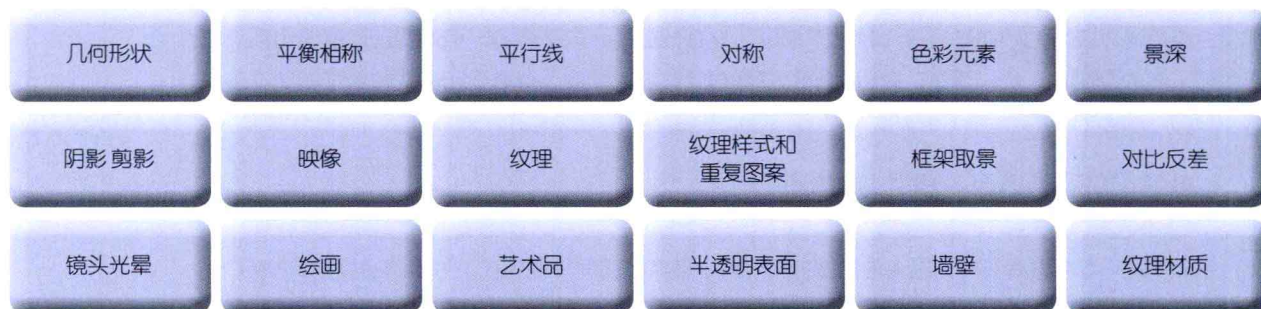 几何形状
平衡相称
平行线
对称
色彩元素
景深
阴影 剪影
映像
纹理
纹理样式和
重复图案
框架取景
对比反差
镜头光晕
绘画
艺术品
半透明表面
墙壁
纹理材质